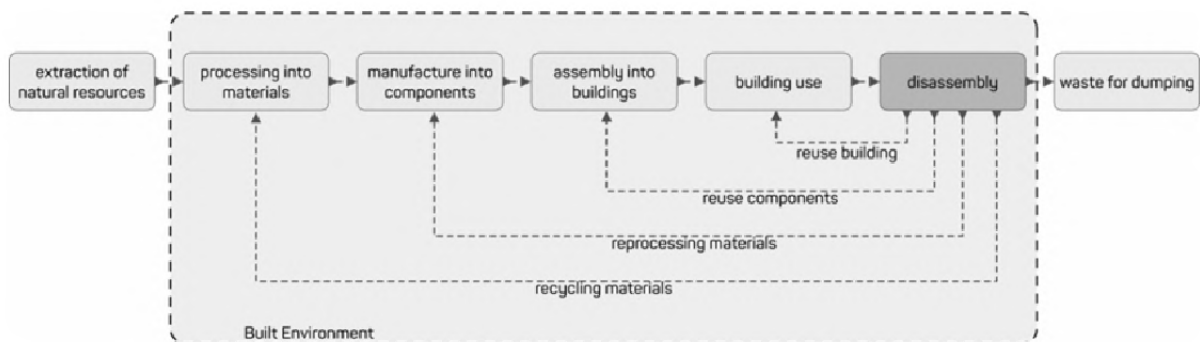 extraction of
natural resources
processing into
materials
manufacture into
components
assembly into
buildings
building use
disassembly
waste for dumping
reuse building
reuse components
reprocessing materials
recycling materials
Built Environment